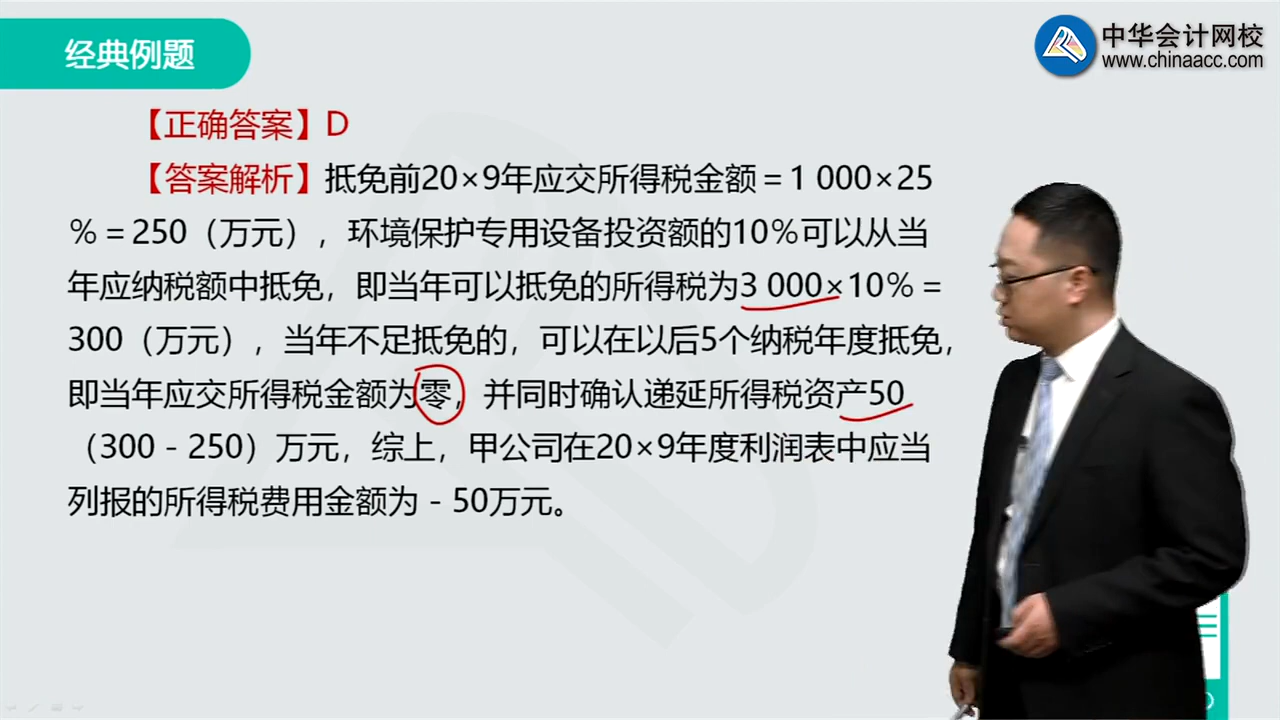 经典例题
中华会计网校
www.chinaacc.com
【正确答案】D
【答案解析】抵免前20×9年应交所得税金额＝1 000×25
％＝250（万元），环境保护专用设备投资额的10％可以从当
年应纳税额中抵免，即当年可以抵免的所得税为3 000×10％＝
300（万元），当年不足抵免的，可以在以后5个纳税年度抵免，
即当年应交所得税金额为零，并同时确认递延所得税资产50
（300－250）万元，综上，甲公司在20×9年度利润表中应当
列报的所得税费用金额为－50万元。